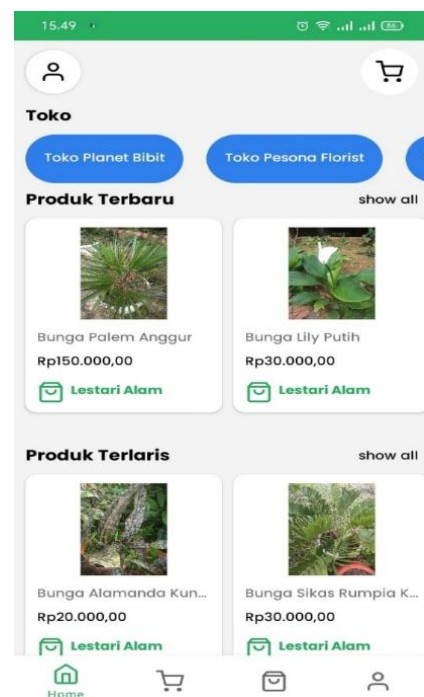 15.49
Toko
Toko Planet Bibit
Toko Pesona Florist
Produk Terbaru
show all
Bunga Palem Anggur
Bunga Lily Putih
Rp150.000,00
Rp30.000,00
Lestari Alam
Lestari Alam
Produk Terlaris
show all
Bunga Alamanda Kun...
Bunga Sikas Rumpia K...
Rp20.000,00
Rp30.000,00
Lestari Alam
Lestari Alam
Home